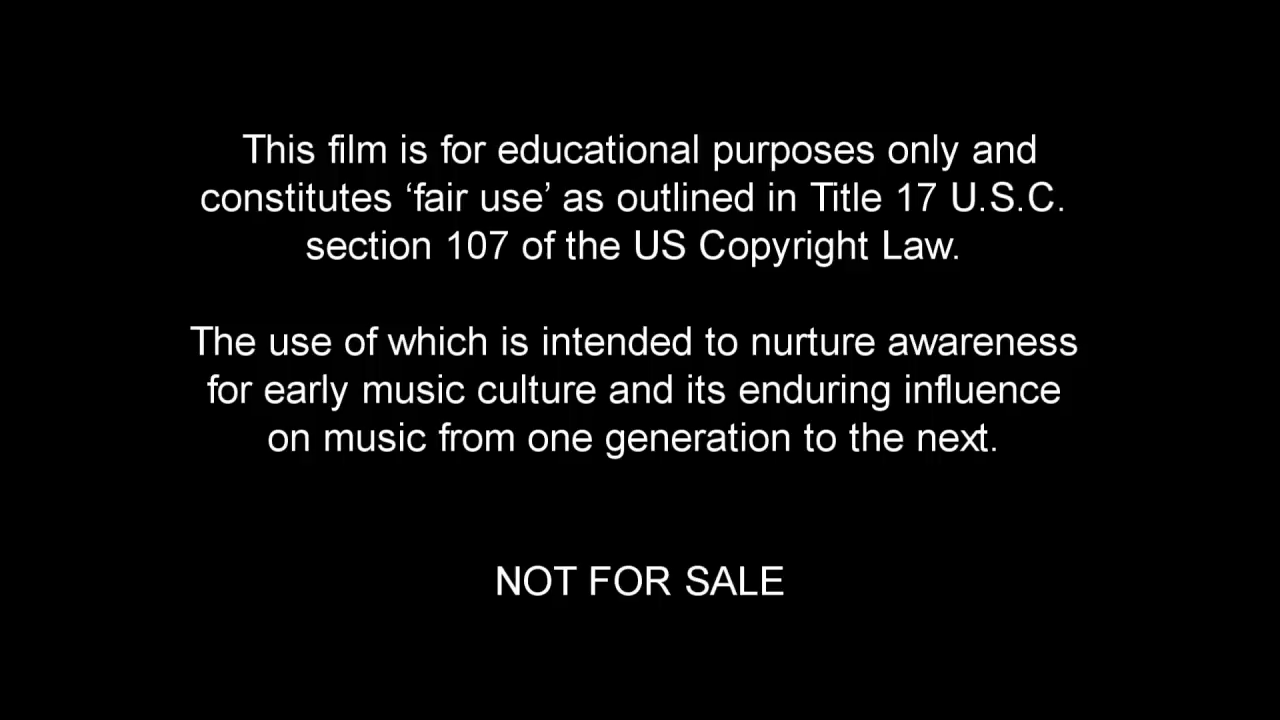 This film is for educational purposes only and
constitutes ‘fair use’ as outlined in Title 17 U.S.C.
section 107 of the US Copyright Law.
The use of which is intended to nurture awareness
for early music culture and its enduring influence
on music from one generation to the next.
NOT FOR SALE